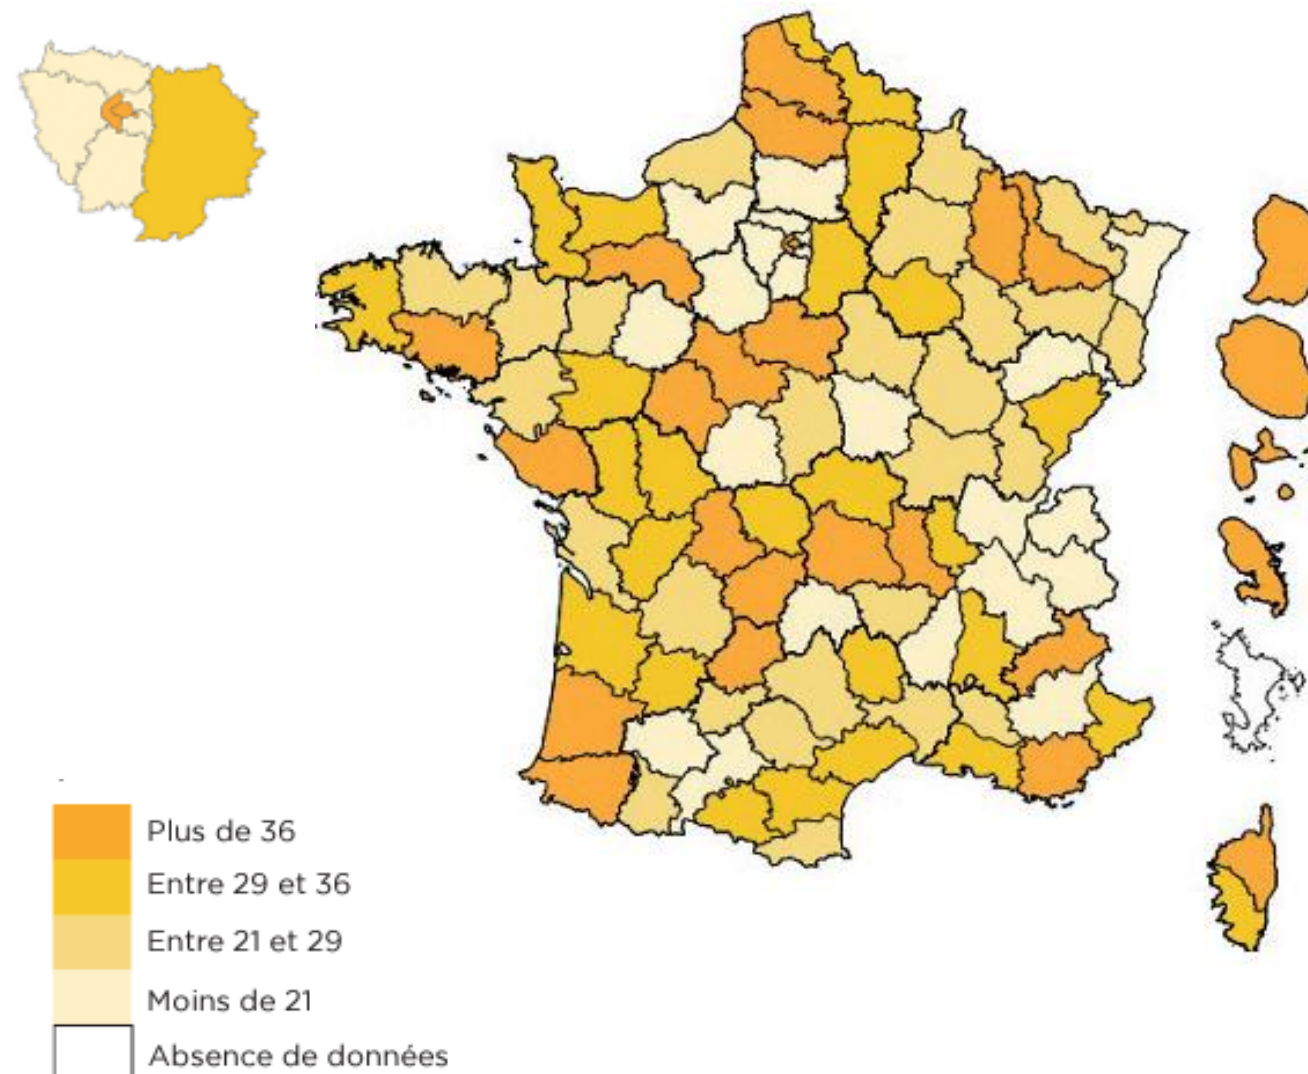 Plus de 36
Entre 29 et 36
Entre 21 et 29
Moins de 21
Absence de données